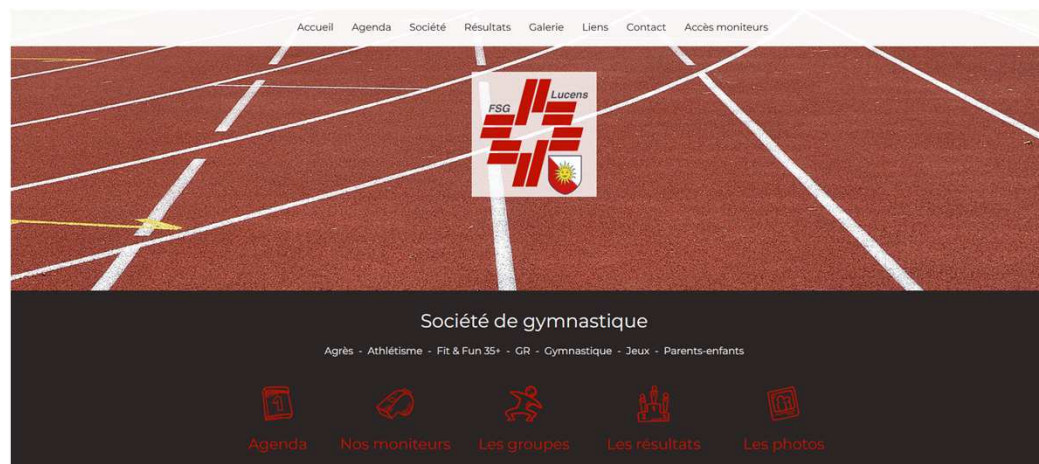 Accueil Agenda Société Résultats Galerie Liens Contact Accès moniteurs
FSG Lucens
Société de gymnastique
Agrès - Athlétisme - Fit & Fun 35+ - GR - Gymnastique - Jeux - Parents-enfants
1
Agenda Nos moniteurs Les groupes Les résultats Les photos